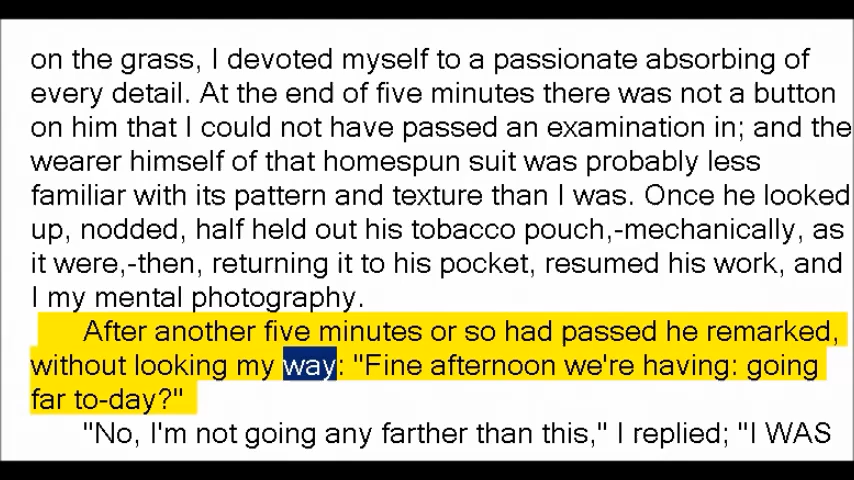 on the grass, I devoted myself to a passionate absorbing of
every detail. At the end of five minutes there was not a button
on him that I could not have passed an examination in; and the
wearer himself of that homespun suit was probably less
familiar with its pattern and texture than I was. Once he looked
up, nodded, half held out his tobacco pouch,-mechanically, as
it were,-then, returning it to his pocket, resumed his work, and
I my mental photography.
After another five minutes or so had passed he remarked,
without looking my way: "Fine afternoon we're having: going
far to-day?"
"No, I'm not going any farther than this," I replied; "I WAS